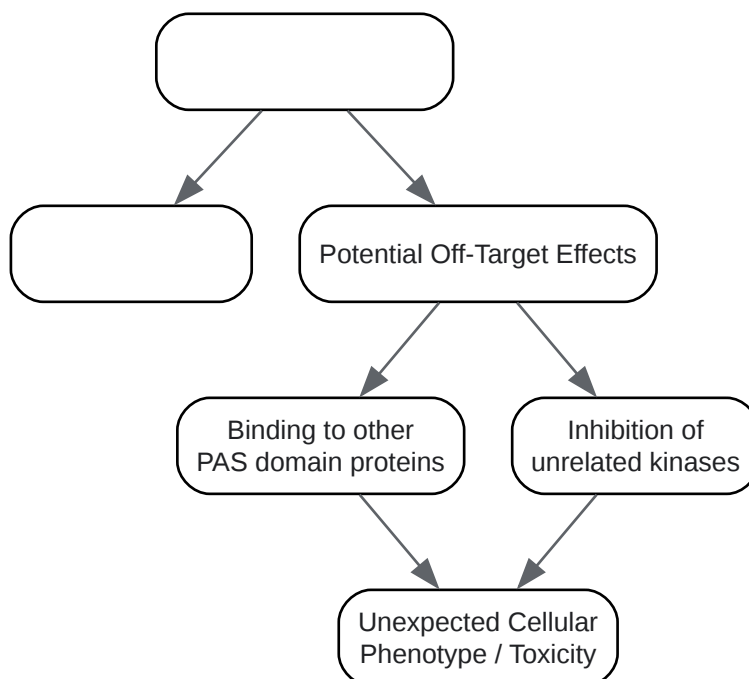 Potential Off-Target Effects
Binding to other
PAS domain proteins
Inhibition of
unrelated kinases
Unexpected Cellular
Phenotype / Toxicity